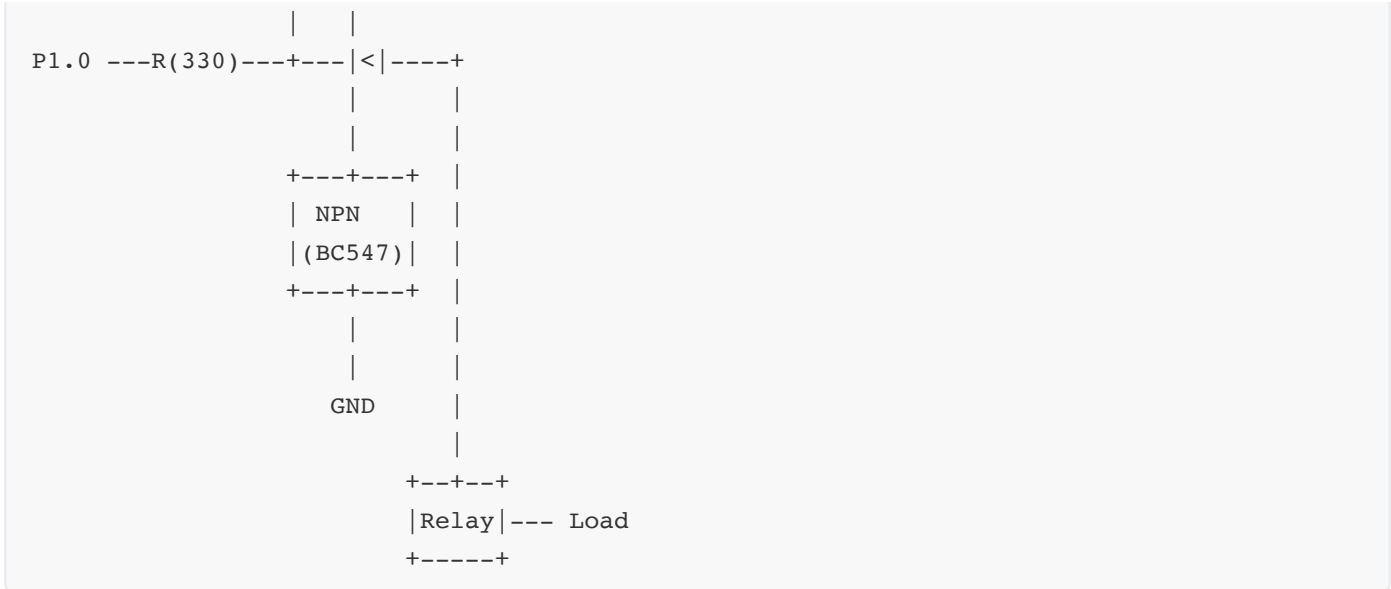 |   |
P1.0 ---R(330)---+---|<|----+
|       |
|       |
+---+---+  |
| NPN   |  |
|(BC547)|  |
+---+---+  |
|       |
|       |
GND      |
|
+--+--+
|Relay|--- Load
+-----+